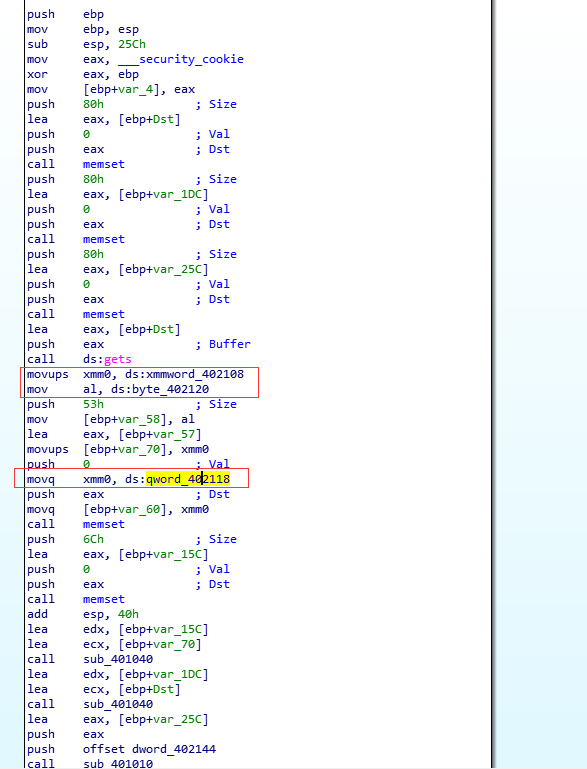 push    ebp
mov     ebp, esp
sub     esp, 25Ch
mov     eax, ___security_cookie
xor     eax, ebp
mov     [ebp+var_4], eax
push    80h             ; Size
lea     eax, [ebp+Dst]
push    0               ; Val
push    eax             ; Dst
call    memset
push    80h             ; Size
lea     eax, [ebp+var_1DC]
push    0               ; Val
push    eax             ; Dst
call    memset
push    80h             ; Size
lea     eax, [ebp+var_25C]
push    0               ; Val
push    eax             ; Dst
call    memset
lea     eax, [ebp+Dst]
push    eax             ; Buffer
call    ds:gets
movups  xmm0, ds:xmmword_402108
mov     al, ds:byte_402120
push    53h             ; Size
mov     [ebp+var_58], al
lea     eax, [ebp+var_57]
movups  [ebp+var_70], xmm0
push    0               ; Val
movq    xmm0, ds:qword_402118
push    eax             ; Dst
movq    [ebp+var_60], xmm0
call    memset
push    6Ch             ; Size
lea     eax, [ebp+var_15C]
push    0               ; Val
push    eax             ; Dst
call    memset
add     esp, 40h
lea     edx, [ebp+var_15C]
lea     ecx, [ebp+var_70]
call    sub_401040
lea     edx, [ebp+var_1DC]
lea     ecx, [ebp+Dst]
call    sub_401040
lea     eax, [ebp+var_25C]
push    eax
push    offset dword_402144
call    sub_401010